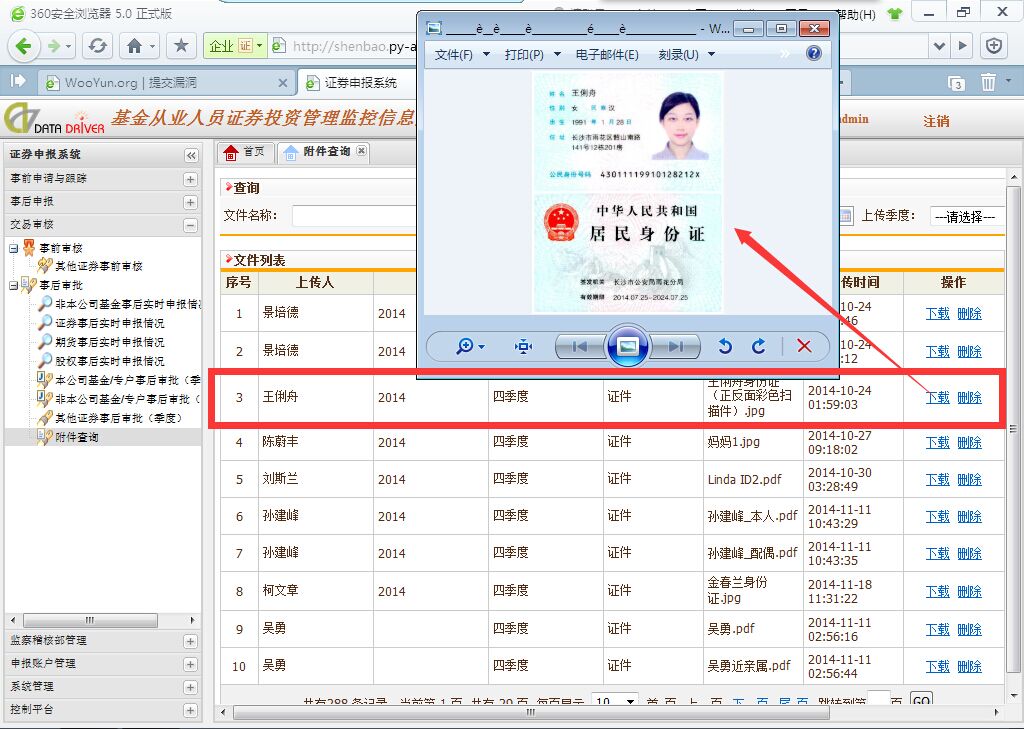 360安全浏览器 5.0 正式版
帮助(H)
企业 证
http://shenbao.py-a
WooYun.org | 提交漏洞
证券申报系统
3
DATA DRIVER
基金从业人员证券投资管理监控信息
dmin
注销
证券申报系统
事前申请与跟踪
事后申报
交易审核
事前审核
其他证券事前审核
事后审批
非本公司基金事后实时申报情
证券事后实时申报情况
期货事后实时申报情况
股权事后实时申报情况
本公司基金/专户事后审批（季
非本公司基金/专户事后审批（
其他证券事后审批（季度）
附件查询
监察稽核部管理
申报账户管理
系统管理
控制平台
首页
附件查询
查询
文件名称：
上传季度：
---请选择---
文件列表
序号 上传人 传时间 操作
1 景培德 2014 10-24 :46 下载 删除
2 景培德 2014 10-24 :12 下载 删除
3 王俐舟 2014 四季度 证件 王俐舟身份证（正反面彩色扫描件）.jpg 2014-10-24 01:59:03 下载 删除
4 陈蔚丰 2014 四季度 证件 妈妈1.jpg 2014-10-27 09:18:02 下载 删除
5 刘斯兰 2014 四季度 证件 Linda ID2.pdf 2014-10-30 03:28:49 下载 删除
6 孙建峰 2014 四季度 证件 孙建峰_本人.pdf 2014-11-11 10:43:29 下载 删除
7 孙建峰 2014 四季度 证件 孙建峰_配偶.pdf 2014-11-11 10:43:35 下载 删除
8 柯文章 2014 四季度 证件 金春兰身份证.jpg 2014-11-18 11:31:22 下载 删除
9 吴勇 四季度 证件 吴勇.pdf 2014-11-11 02:56:16 下载 删除
10 吴勇 四季度 证件 吴勇近亲属.pdf 2014-11-11 02:56:44 下载 删除
共有288 条记录 当前第 1 页 共有 29 页 每页显示 10 首 页 上 页 下 页 尾 页 跳转到第 页 GO
- W...
文件(F) 打印(P) 电子邮件(E) 刻录(U)
姓 名 王俐舟
性 别 女 民 族 汉
出 生 1991 年 1 月 28 日
住 址 长沙市雨花区韶山南路
141号12栋201房
公民身份号码 43011119910128212X
中华人民共和国
居 民 身 份 证
签发机关 长沙市公安局雨花分局
有效期限 2014.07.25-2024.07.25